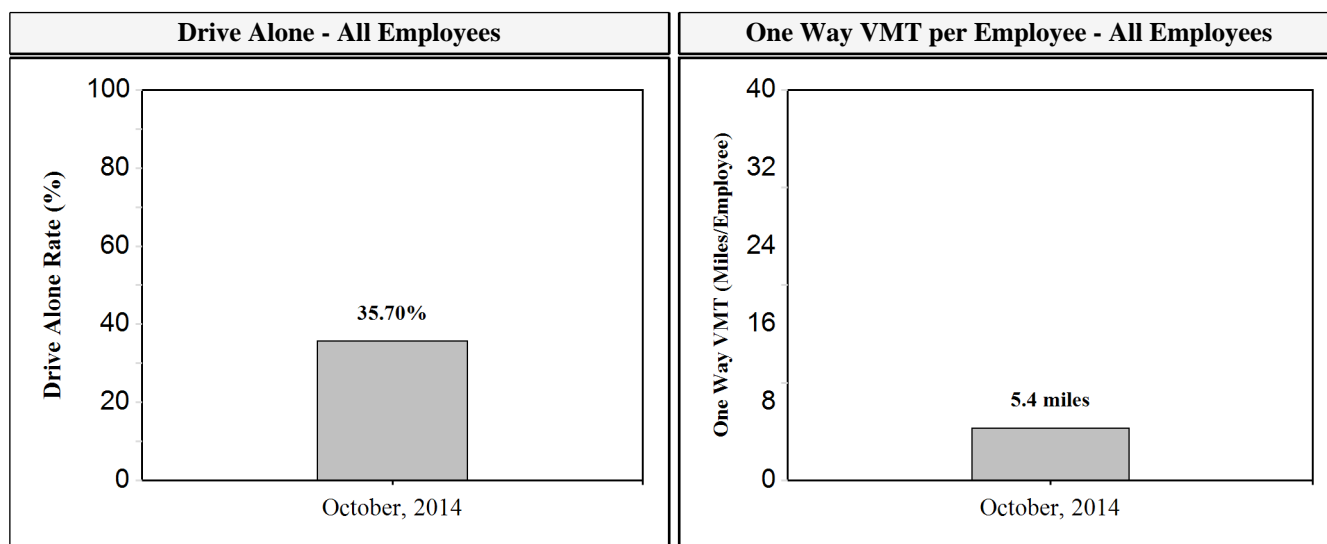 Drive Alone - All Employees
100
80
60
40
20
0
Drive Alone Rate (%)
35.70%
October, 2014
One Way VMT per Employee - All Employees
40
32
24
16
8
0
One Way VMT (Miles/Employee)
5.4 miles
October, 2014